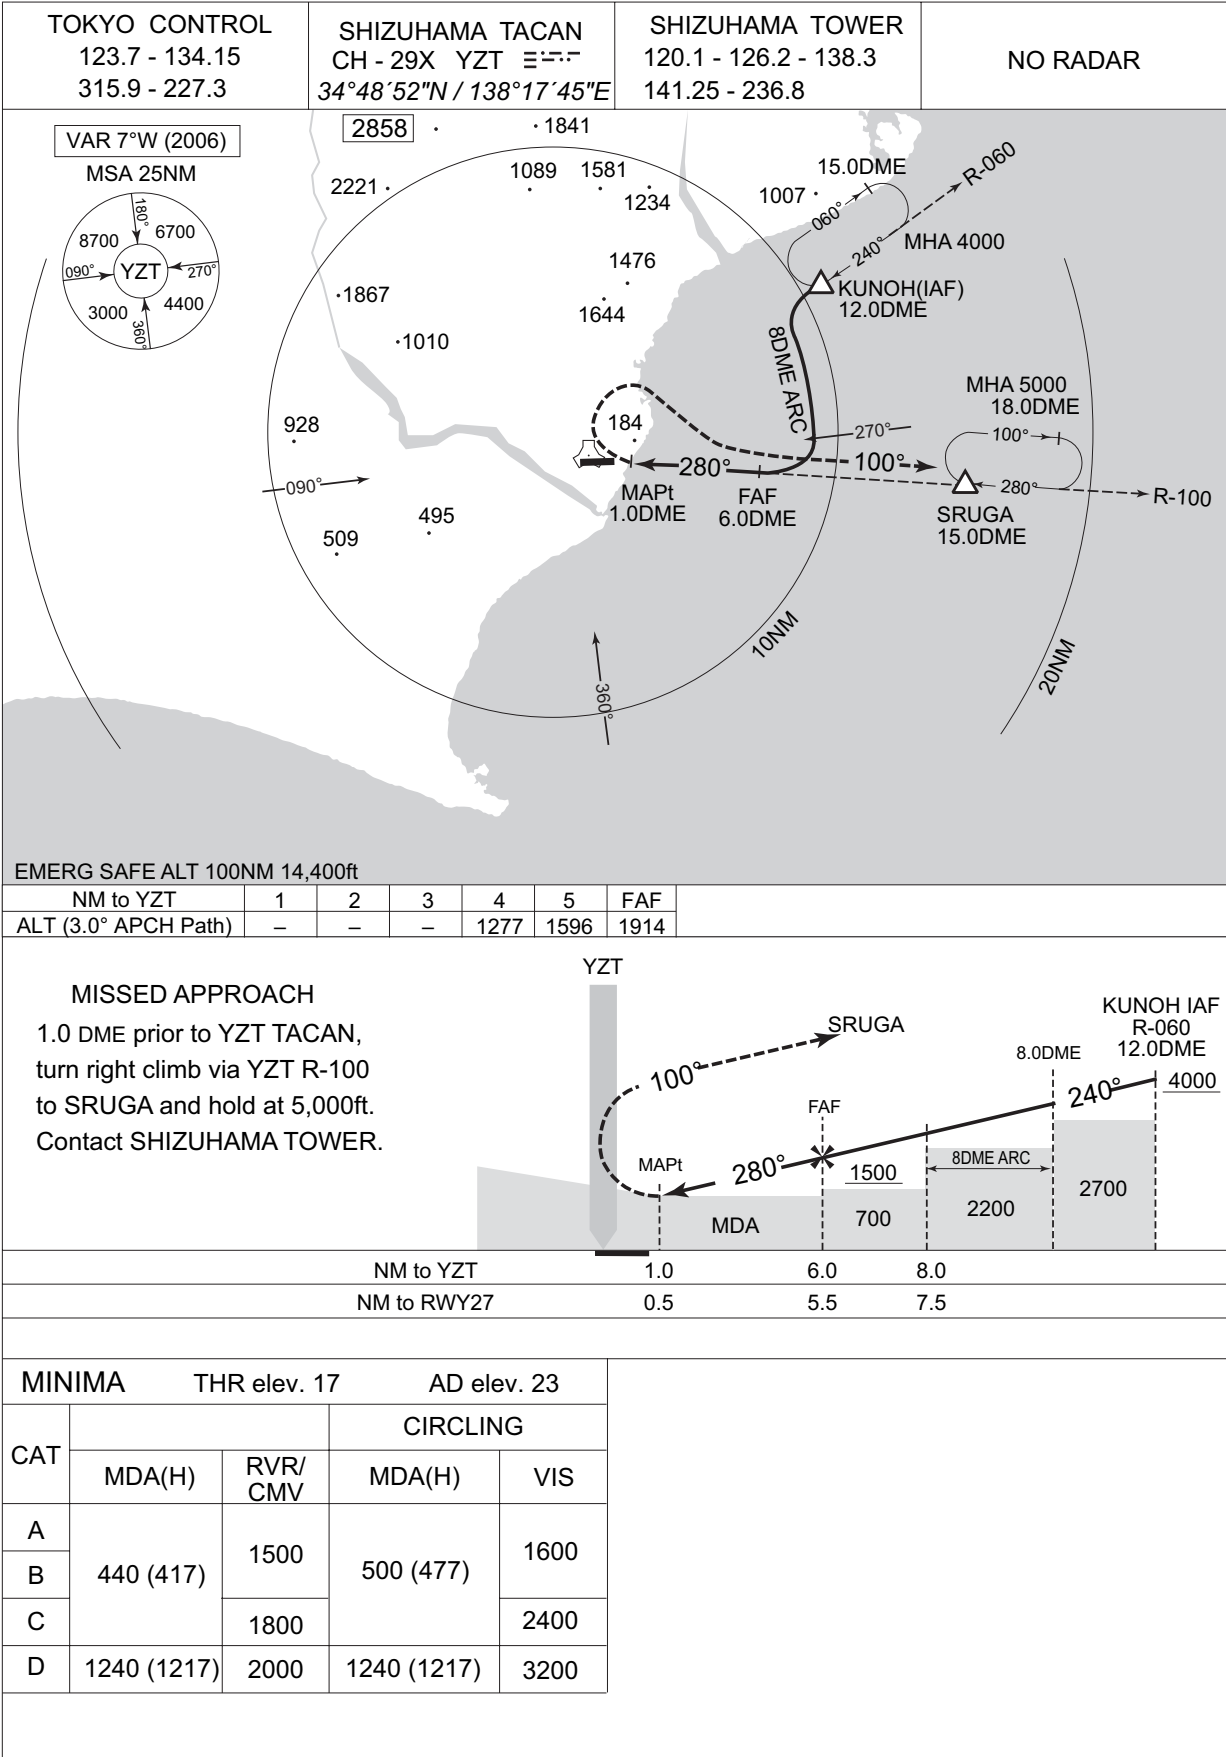 TOKYO CONTROL
123.7 - 134.15
315.9 - 227.3
SHIZUHAMA TACAN
CH - 29X YZT
34°48´52"N / 138°17´45"E
SHIZUHAMA TOWER
120.1 - 126.2 - 138.3
141.25 - 236.8
NO RADAR
VAR 7°W (2006)
MSA 25NM
180°
8700
6700
090°
YZT
270°
3000
4400
360°
2858
1841
2221
1089
1581
1234
1007
15.0DME
R-060
060°
240°
MHA 4000
1476
1867
1644
KUNOH(IAF)
12.0DME
1010
8DME ARC
MHA 5000
18.0DME
928
184
270°
100°
280°
100°
280°
090°
MAPt
1.0DME
FAF
6.0DME
R-100
SRUGA
15.0DME
495
509
10NM
20NM
360°
EMERG SAFE ALT 100NM 14,400ft
NM to YZT 1 2 3 4 5 FAF
ALT (3.0° APCH Path) – – – 1277 1596 1914
MISSED APPROACH
1.0 DME prior to YZT TACAN,
turn right climb via YZT R-100
to SRUGA and hold at 5,000ft.
Contact SHIZUHAMA TOWER.
YZT
SRUGA
100°
KUNOH IAF
R-060
12.0DME
8.0DME
240°
4000
FAF
MAPt
280°
1500
8DME ARC
MDA
700
2200
2700
NM to YZT 1.0 6.0 8.0
NM to RWY27 0.5 5.5 7.5
MINIMA THR elev. 17 AD elev. 23
CAT
CIRCLING
MDA(H)
RVR/
CMV
MDA(H)
VIS
A
B
C
440 (417)
1500
1800
500 (477)
1600
2400
D 1240 (1217) 2000 1240 (1217) 3200